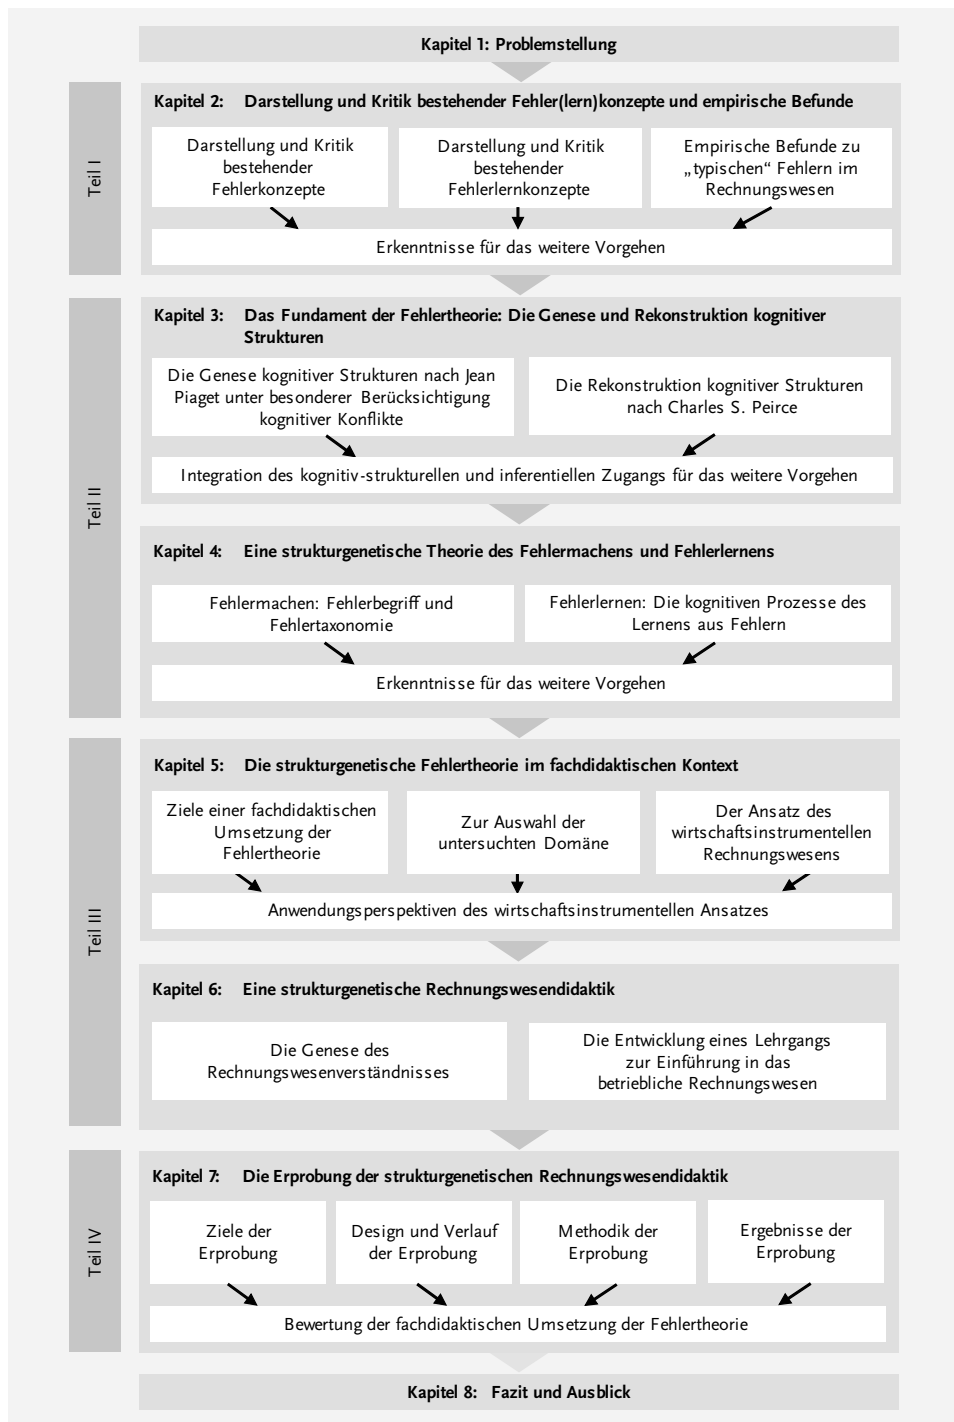 Kapitel 1: Problemstellung
Teil I
Kapitel 2: Darstellung und Kritik bestehender Fehler(lern)konzepte und empirische Befunde
Darstellung und Kritik
bestehender
Fehlerkonzepte
Darstellung und Kritik
bestehender
Fehlerlernkonzepte
Empirische Befunde zu
„typischen“ Fehlern im
Rechnungswesen
Erkenntnisse für das weitere Vorgehen
Teil II
Kapitel 3: Das Fundament der Fehlertheorie: Die Genese und Rekonstruktion kognitiver
Strukturen
Die Genese kognitiver Strukturen nach Jean
Piaget unter besonderer Berücksichtigung
kognitiver Konflikte
Die Rekonstruktion kognitiver Strukturen
nach Charles S. Peirce
Integration des kognitiv-strukturellen und inferentiellen Zugangs für das weitere Vorgehen
Kapitel 4: Eine strukturgenetische Theorie des Fehlermachens und Fehlerlernens
Fehlermachen: Fehlerbegriff und
Fehlertaxonomie
Fehlerlernen: Die kognitiven Prozesse des
Lernens aus Fehlern
Erkenntnisse für das weitere Vorgehen
Teil III
Kapitel 5: Die strukturgenetische Fehlertheorie im fachdidaktischen Kontext
Ziele einer fachdidaktischen
Umsetzung der
Fehlertheorie
Zur Auswahl der
untersuchten Domäne
Der Ansatz des
wirtschaftsinstrumentellen
Rechnungswesens
Anwendungsperspektiven des wirtschaftsinstrumentellen Ansatzes
Kapitel 6: Eine strukturgenetische Rechnungswesendidaktik
Die Genese des
Rechnungswesenverständnisses
Die Entwicklung eines Lehrgangs
zur Einführung in das
betriebliche Rechnungswesen
Teil IV
Kapitel 7: Die Erprobung der strukturgenetischen Rechnungswesendidaktik
Ziele der
Erprobung
Design und Verlauf
der Erprobung
Methodik der
Erprobung
Ergebnisse der
Erprobung
Bewertung der fachdidaktischen Umsetzung der Fehlertheorie
Kapitel 8: Fazit und Ausblick